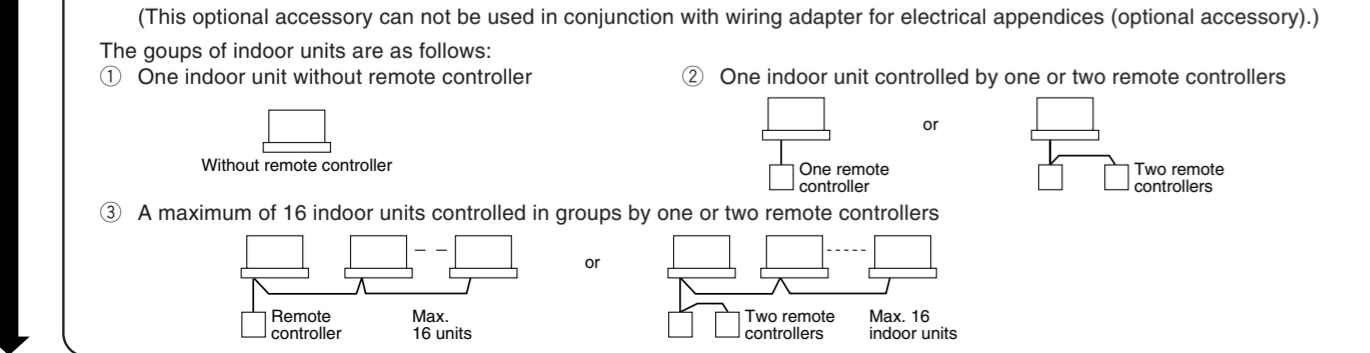 (This optional accessory can not be used in conjunction with wiring adapter for electrical appendices (optional accessory).)
The goups of indoor units are as follows:
① One indoor unit without remote controller
② One indoor unit controlled by one or two remote controllers
Without remote controller
One remote
controller
or
Two remote
controllers
③ A maximum of 16 indoor units controlled in groups by one or two remote controllers
Remote
controller
Max.
16 units
or
Two remote
controllers
Max. 16
indoor units